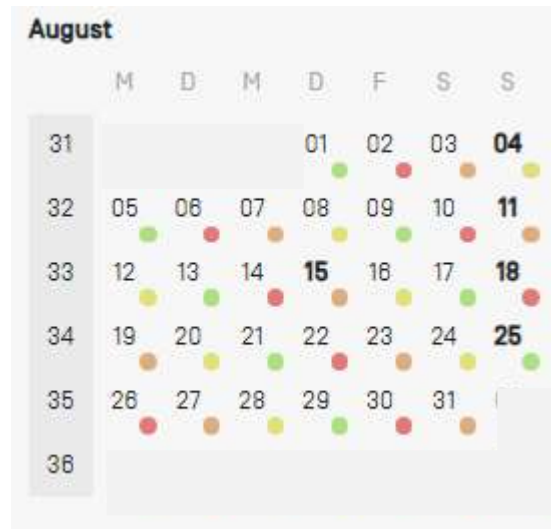 August
M D M D F S S
31 01 02 03 04
32 05 06 07 08 09 10 11
33 12 13 14 15 16 17 18
34 19 20 21 22 23 24 25
35 26 27 28 29 30 31
36